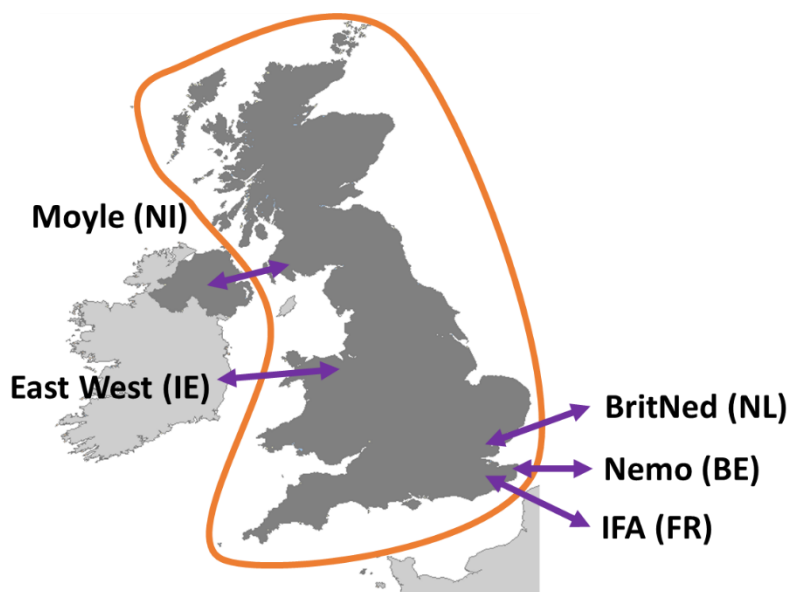 Moyle (NI)
East West (IE)
BritNed (NL)
Nemo (BE)
IFA (FR)